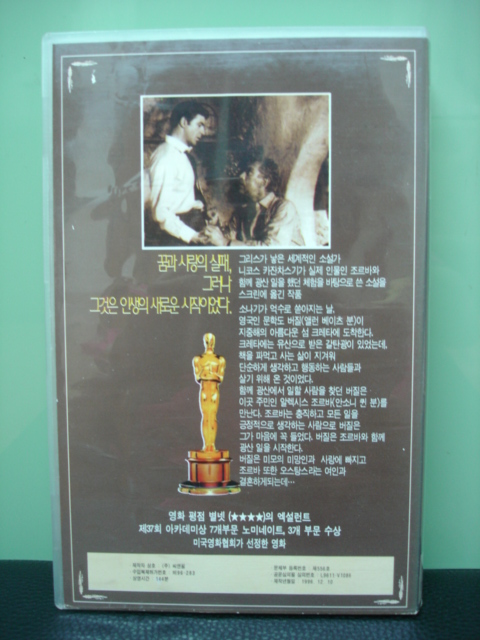 꿈과 사랑의 실패,
그러나
그것은 인생의 새로운 시작이었다.
그리스가 낳은 세계적인 소설가
니코스 카잔차스기가 실제 인물인 조르바와
함께 광산 일을 했던 체험을 바탕으로 쓴 소설을
스크린에 옮긴 작품
소나기가 억수로 쏟아지는 날,
영국인 문학도 버질(앨런 베이츠 분)이
지중해의 아름다운 섬 크레타에 도착한다.
크레타에는 유산으로 받은 갈탄광이 있었는데,
책을 파먹고 사는 일이 지겨워
단순하게 생각하고 행동하는 사람들과
살기 위해 온 것이었다.
함께 광산에서 일할 사람을 찾던 버질은
이곳 주민인 알렉시스 조르바(안소니 퀸 분)를
만난다. 조르바는 충직하고 모든 일을
긍정적으로 생각하는 사람으로 버질은
그가 마음에 꼭 들었다. 버질은 조르바와 함께
광산 일을 시작한다.
버질은 미모의 미망인과 사랑에 빠지고
조르바 또한 오스탕스라는 여인과
결혼하게되는데…
영화 평점 별넷 (★★★★)의 엑설런트
제37회 아카데미상 7개부문 노미네이트, 3개 부문 수상
미국영화협회가 선정한 영화
제작자 상호 : (주)
상영시간 : 144분